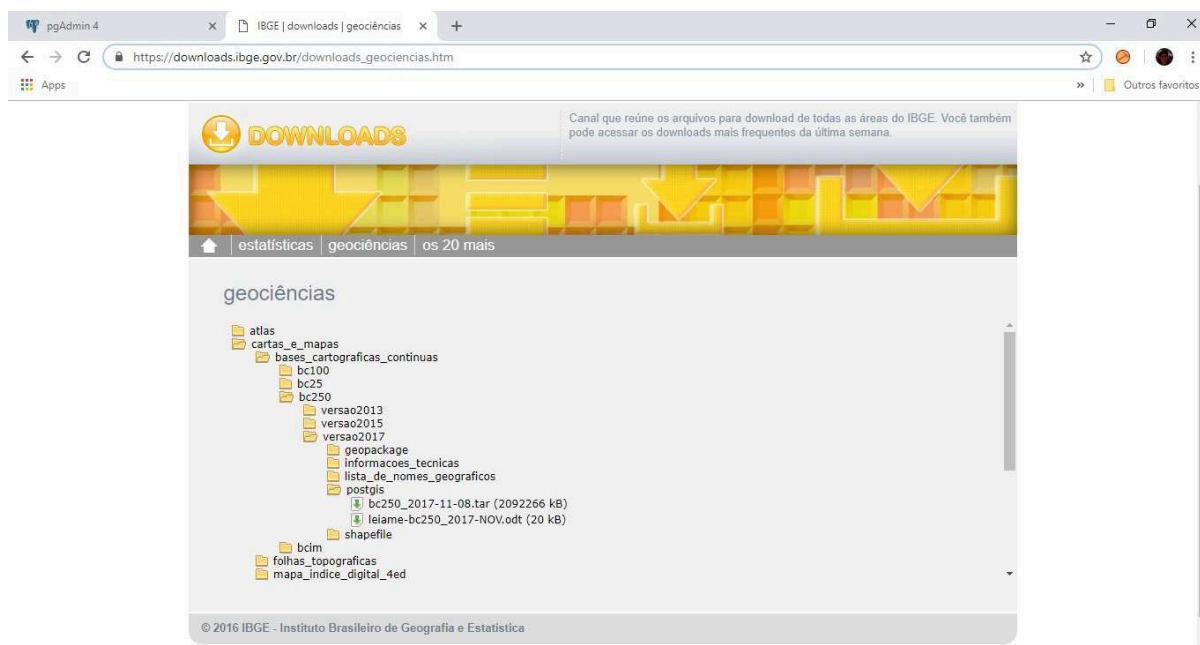 pgAdmin 4
IBGE | downloads | geociências
https://downloads.ibge.gov.br/downloads_geociencias.htm
Apps
» Outros favoritos
DOWNLOADS
Canal que reúne os arquivos para download de todas as áreas do IBGE. Você também
pode acessar os downloads mais frequentes da última semana.
estatísticas | geociências | os 20 mais
geociências
atlas
cartas_e_mapas
bases_cartograficas_continuas
bc100
bc25
bc250
versao2013
versao2015
versao2017
geopackage
informacoes_tecnicas
lista_de_nomes_geograficos
postgis
bc250_2017-11-08.tar (2092266 kB)
leiame-bc250_2017-NOV.odt (20 kB)
shapefile
bcim
folhas_topograficas
mapa_indice_digital_4ed
© 2016 IBGE - Instituto Brasileiro de Geografia e Estatistica